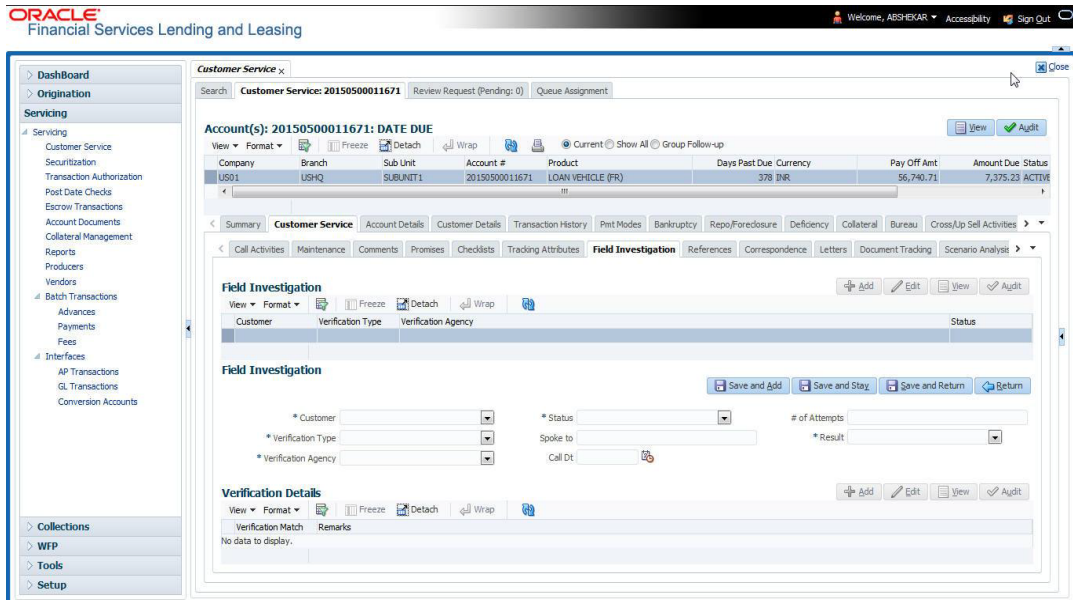 ORACLE
Financial Services Lending and Leasing
Welcome, ABSHEKAR Accessibility Sign Out
Close
DashBoard
Origination
Servicing
Servicing
Customer Service
Securitization
Transaction Authorization
Post Date Checks
Escrow Transactions
Account Documents
Collateral Management
Reports
Producers
Vendors
Batch Transactions
Advances
Payments
Fees
Interfaces
AP Transactions
GL Transactions
Conversion Accounts
Collections
WFP
Tools
Setup
Customer Service x
Search Customer Service: 20150500011671 Review Request (Pending: 0) Queue Assignment
Account(s): 20150500011671: DATE DUE View Audit
View Format Freeze Detach Wrap Current Show All Group Follow-up
Company Branch Sub Unit Account # Product Days Past Due Currency Pay Off Amt Amount Due Status
US01 USHQ SUBUNIT1 20150500011671 LOAN VEHICLE (FR) 378 INR 56,740.71 7,375.23 ACTIVE
Summary Customer Service Account Details Customer Details Transaction History Pmt Modes Bankruptcy Repo/Foredosure Deficiency Collateral Bureau Cross/Up Sell Activities
Call Activities Maintenance Comments Promises Checklists Tracking Attributes Field Investigation References Correspondence Letters Document Tracking Scenario Analysis
Field Investigation Add Edit View Audit
View Format Freeze Detach Wrap
Customer Verification Type Verification Agency Status
Field Investigation
Save and Add Save and Stay Save and Return Return
* Customer * Status # of Attempts
* Verification Type Spoke to * Result
* Verification Agency Call Dt
Verification Details Add Edit View Audit
View Format Freeze Detach Wrap
Verification Match Remarks
No data to display.